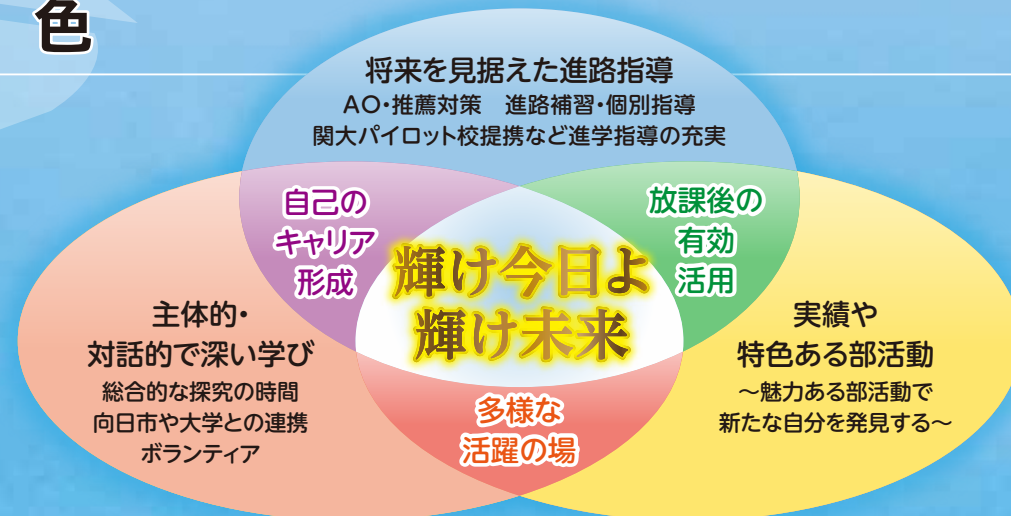 色
将来を見据えた進路指導
AO・推薦対策　進路補習・個別指導
関大パイロット校提携など進学指導の充実
自己の
キャリア
形成
放課後の
有効
活用
輝け今日よ
輝け未来
主体的・
対話的で深い学び
総合的な探究の時間
向日市や大学との連携
ボランティア
実績や
特色ある部活動
～魅力ある部活動で
新たな自分を発見する～
多様な
活躍の場